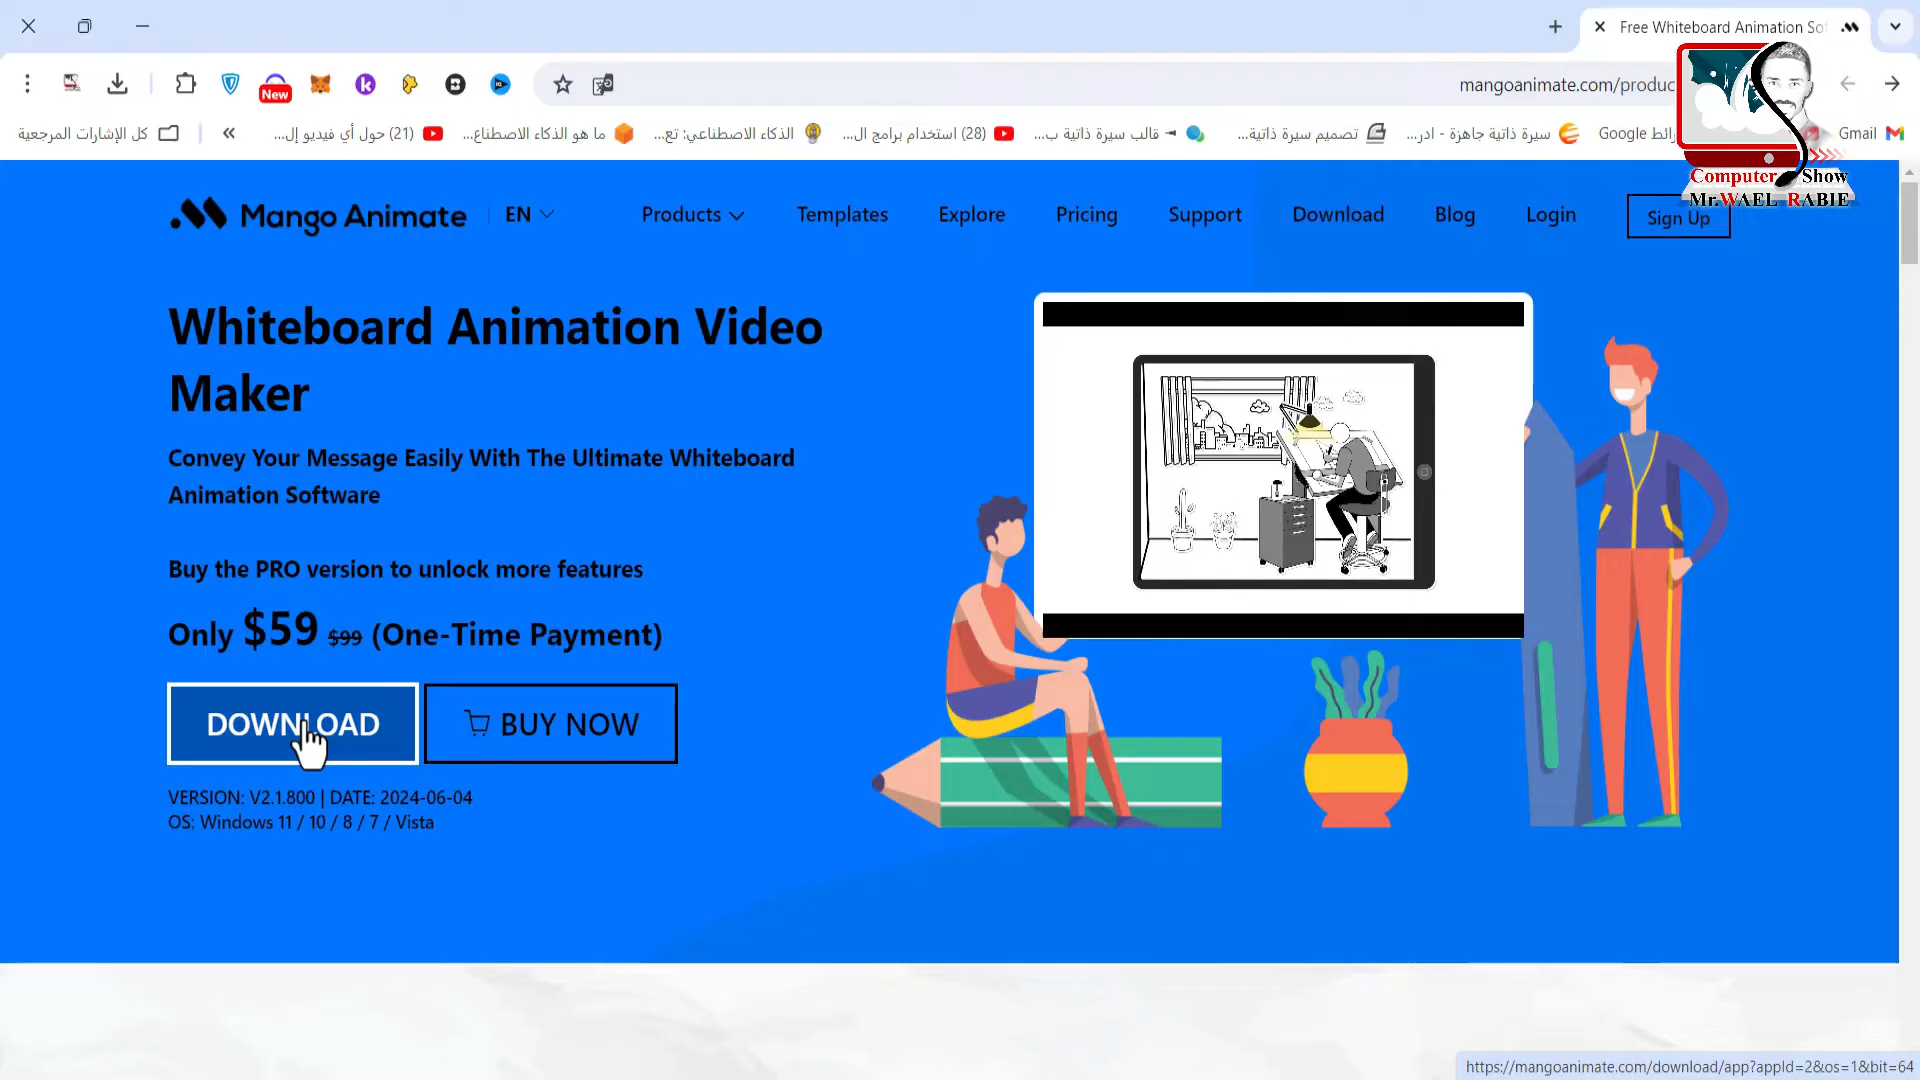 Free Whiteboard Animation Sof
New
mangoanimate.com/produc
كل الإشارات المرجعية
(21) حول أي فيديو إل...
ما هو الذكاء الاصطناع...
الذكاء الاصطناعي: تع...
(28) استخدام برامج ال...
قالب سيرة ذاتية ب...
تصميم سيرة ذاتية...
سيرة ذاتية جاهزة - ادر...
Google
Gmail
Computer Show
Mr.WAEL RABIE
Mango Animate
EN
Products
Templates
Explore
Pricing
Support
Download
Blog
Login
Sign Up
Whiteboard Animation Video
Maker
Convey Your Message Easily With The Ultimate Whiteboard
Animation Software
Buy the PRO version to unlock more features
Only $59 $99 (One-Time Payment)
DOWNLOAD
BUY NOW
VERSION: V2.1.800 | DATE: 2024-06-04
OS: Windows 11 / 10 / 8 / 7 / Vista
https://mangoanimate.com/download/app?appId=2&os=1&bit=64